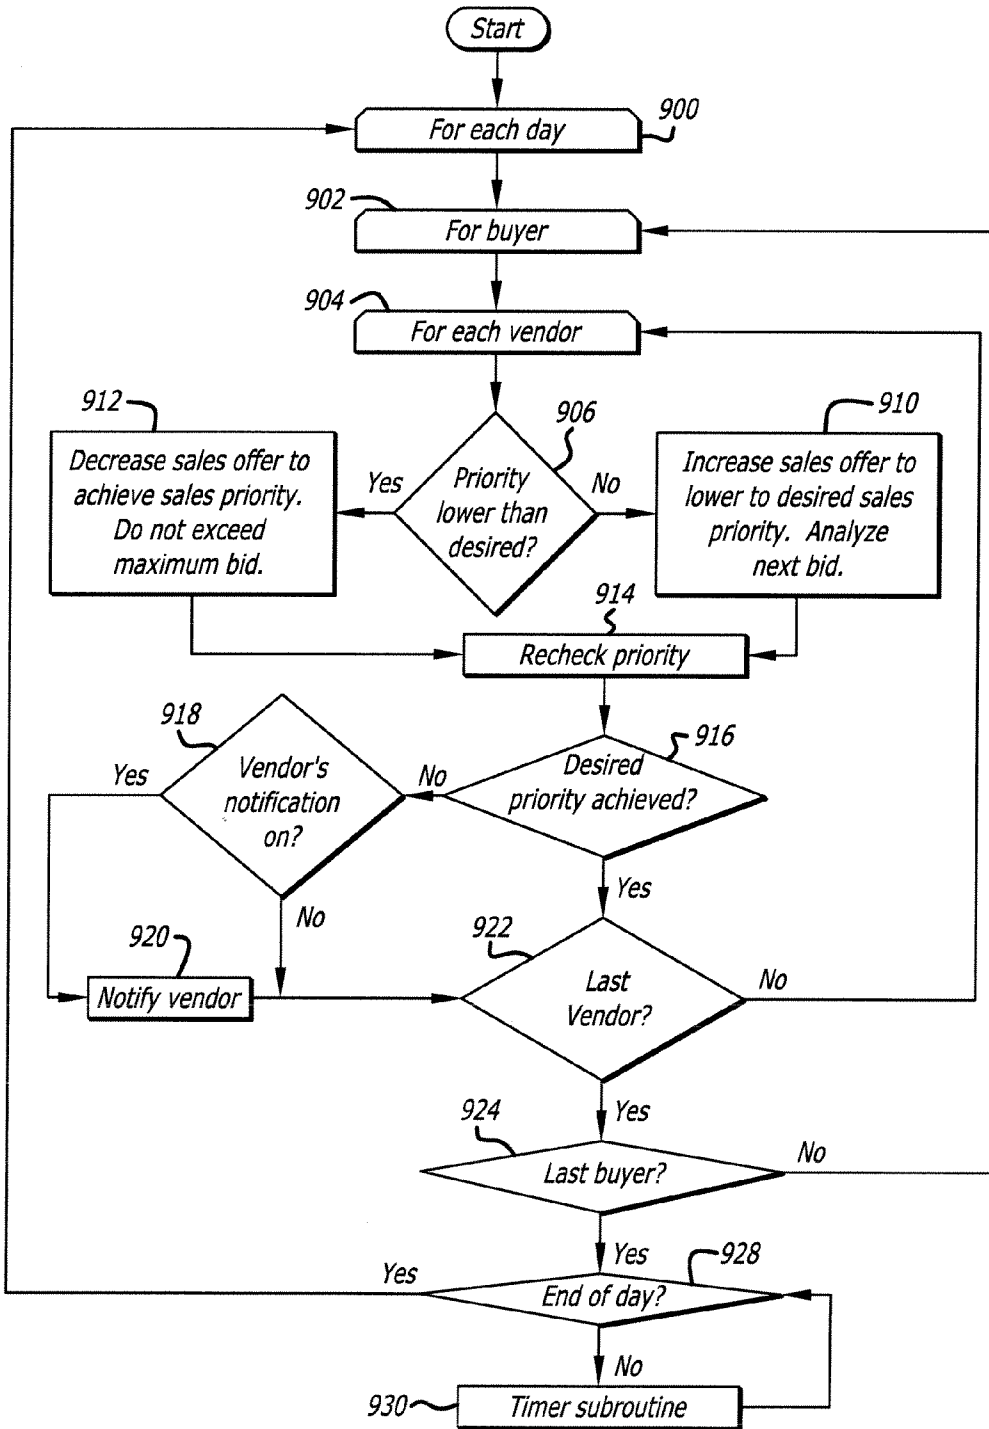 Start
For each day
900
902
For buyer
904
For each vendor
912
906
910
Decrease sales offer to
achieve sales priority.
Do not exceed
maximum bid.
Yes
Priority
lower than
desired?
No
Increase sales offer to
lower to desired sales
priority. Analyze
next bid.
914
Recheck priority
918
916
Yes
Vendor's
notification
on?
No
Desired
priority achieved?
Yes
No
920
922
Notify vendor
Last
Vendor?
No
Yes
924
Last buyer?
No
Yes
928
Yes
End of day?
No
930
Timer subroutine